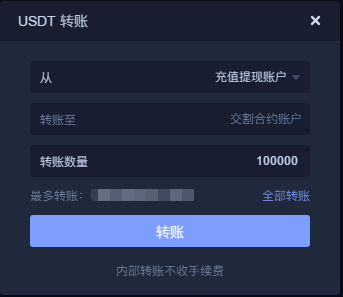 USDT 转账
从 充值提现账户
转账至 交割合约账户
转账数量 100000
最多转账： 全部转账
转账
内部转账不收手续费